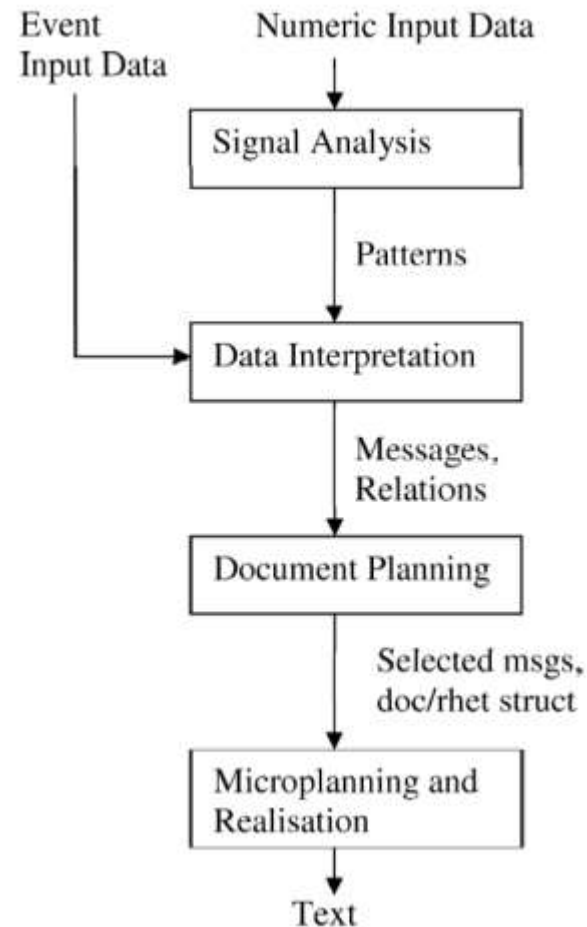 Event
Input Data
Numeric Input Data
Signal Analysis
Patterns
Data Interpretation
Messages,
Relations
Document Planning
Selected msgs,
doc/rhet struct
Microplanning and
Realisation
Text